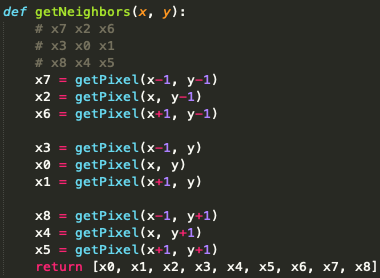 def getNeighbors(x, y):
    # x7 x2 x6
    # x3 x0 x1
    # x8 x4 x5
    x7 = getPixel(x-1, y-1)
    x2 = getPixel(x, y-1)
    x6 = getPixel(x+1, y-1)

    x3 = getPixel(x-1, y)
    x0 = getPixel(x, y)
    x1 = getPixel(x+1, y)

    x8 = getPixel(x-1, y+1)
    x4 = getPixel(x, y+1)
    x5 = getPixel(x+1, y+1)
    return [x0, x1, x2, x3, x4, x5, x6, x7, x8]